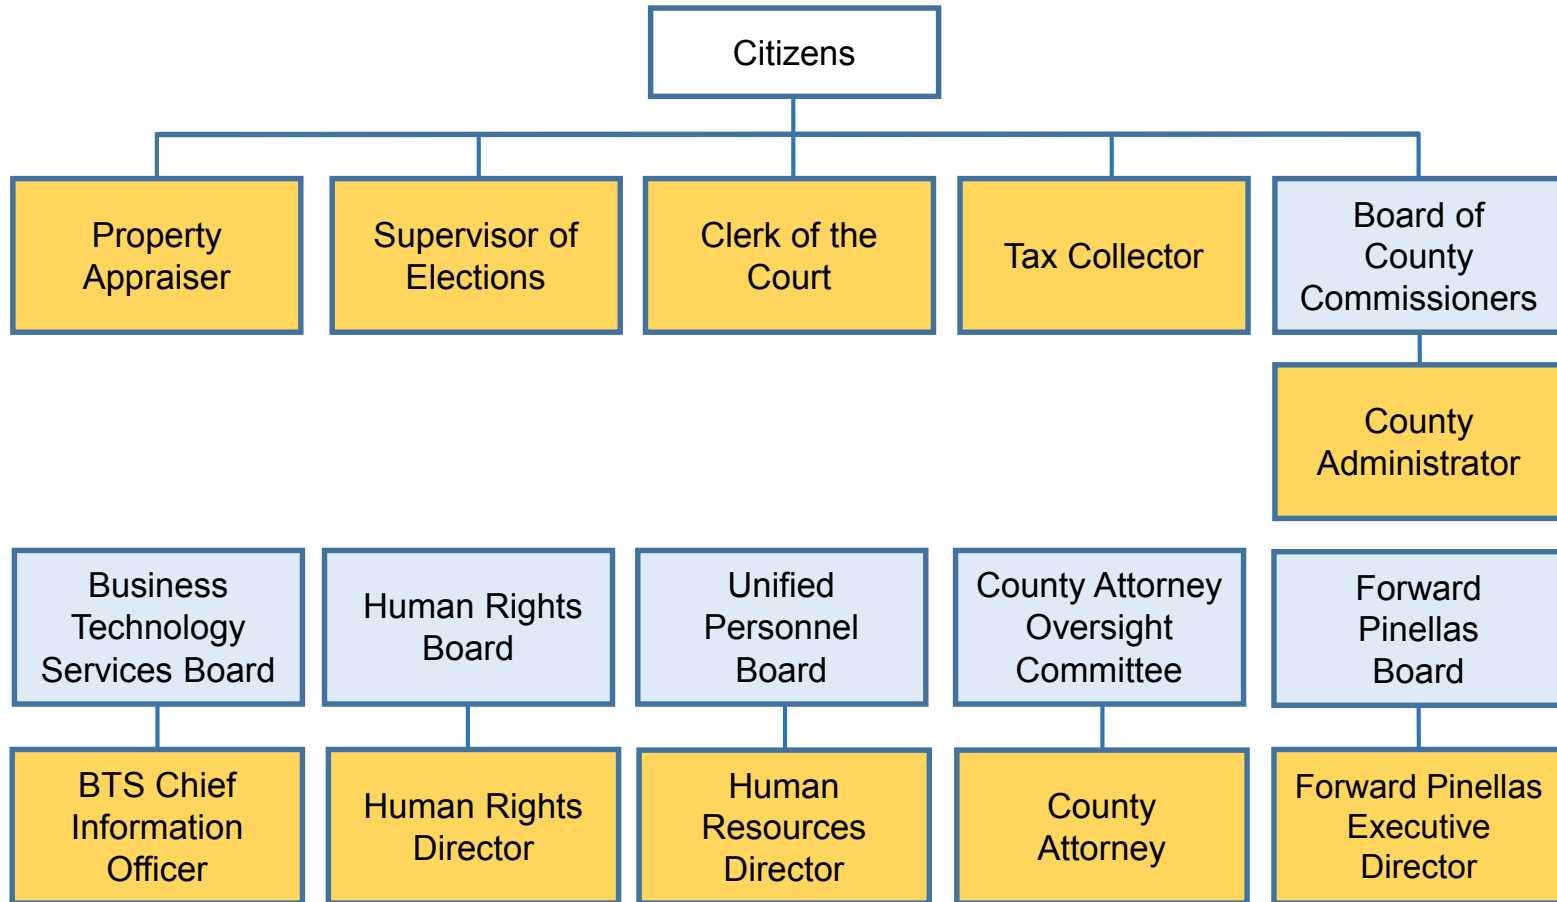 Citizens
Property
Appraiser
Supervisor of
Elections
Clerk of the
Court
Tax Collector
Board of
County
Commissioners
County
Administrator
Business
Technology
Services Board
Human Rights
Board
Unified
Personnel
Board
County Attorney
Oversight
Committee
Forward
Pinellas
Board
BTS Chief
Information
Officer
Human Rights
Director
Human
Resources
Director
County
Attorney
Forward Pinellas
Executive
Director